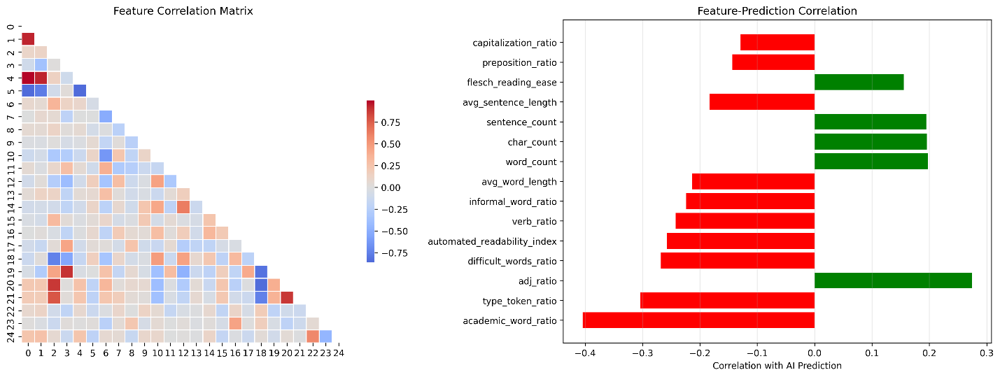 Feature Correlation Matrix
0
1
2
3
4
5
6
7
8
9
10
11
12
13
14
15
16
17
18
19
20
21
22
23
24
0 1 2 3 4 5 6 7 8 9 10 11 12 13 14 15 16 17 18 19 20 21 22 23 24
0.75
0.50
0.25
0.00
−0.25
−0.50
−0.75
Feature-Prediction Correlation
capitalization_ratio
preposition_ratio
flesch_reading_ease
avg_sentence_length
sentence_count
char_count
word_count
avg_word_length
informal_word_ratio
verb_ratio
automated_readability_index
difficult_words_ratio
adj_ratio
type_token_ratio
academic_word_ratio
−0.4 −0.3 −0.2 −0.1 0.0 0.1 0.2 0.3
Correlation with AI Prediction